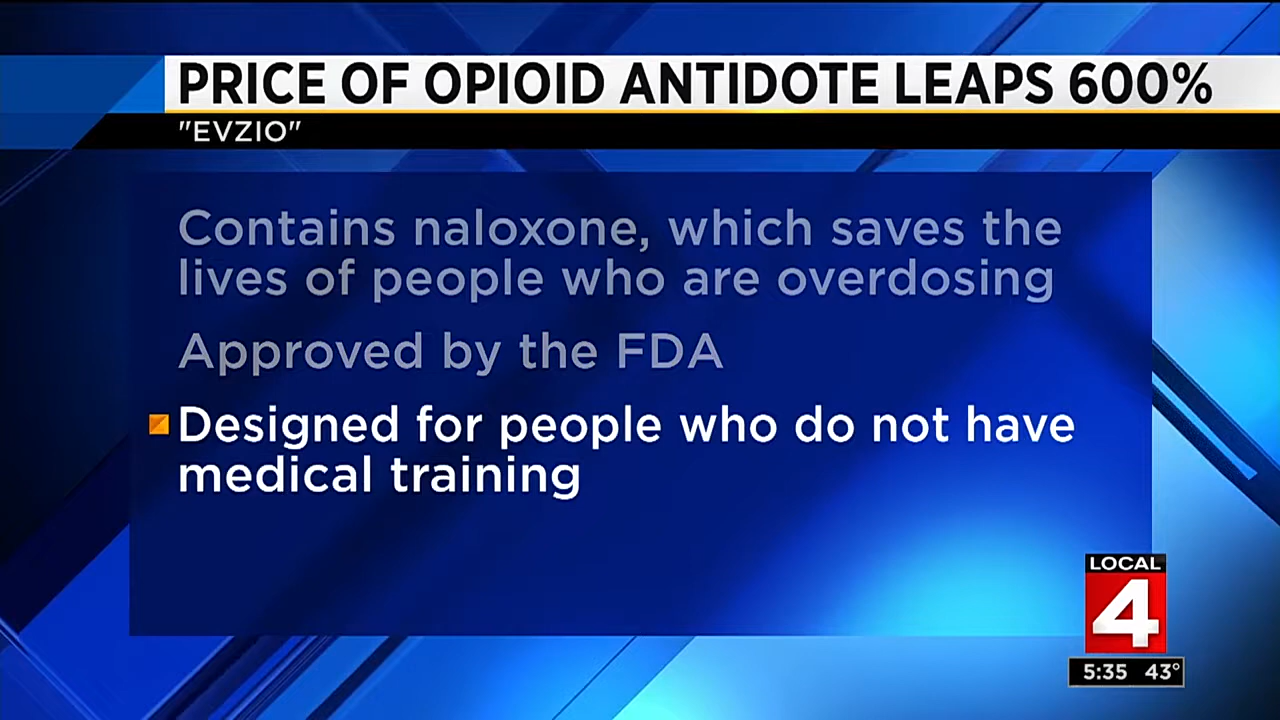 PRICE OF OPIOID ANTIDOTE LEAPS 600%
"EVZIO"
Contains naloxone, which saves the
lives of people who are overdosing
Approved by the FDA
Designed for people who do not have
medical training
LOCAL
4
5:35 43°